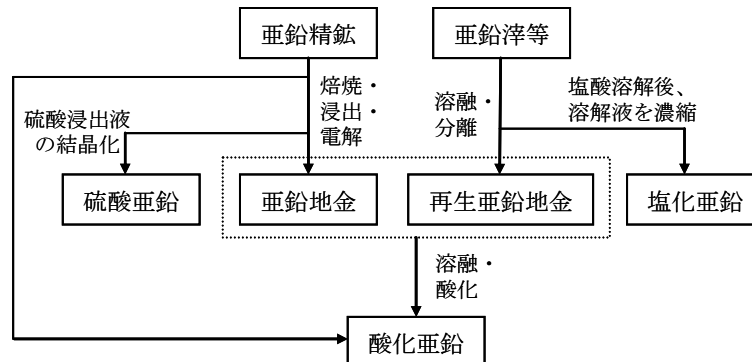 亜鉛精鉱
亜鉛滓等
焙焼・
浸出・
電解
溶融・
分離
塩酸溶解後、
溶解液を濃縮
硫酸浸出液
の結晶化
硫酸亜鉛
亜鉛地金
再生亜鉛地金
塩化亜鉛
溶融・
酸化
酸化亜鉛